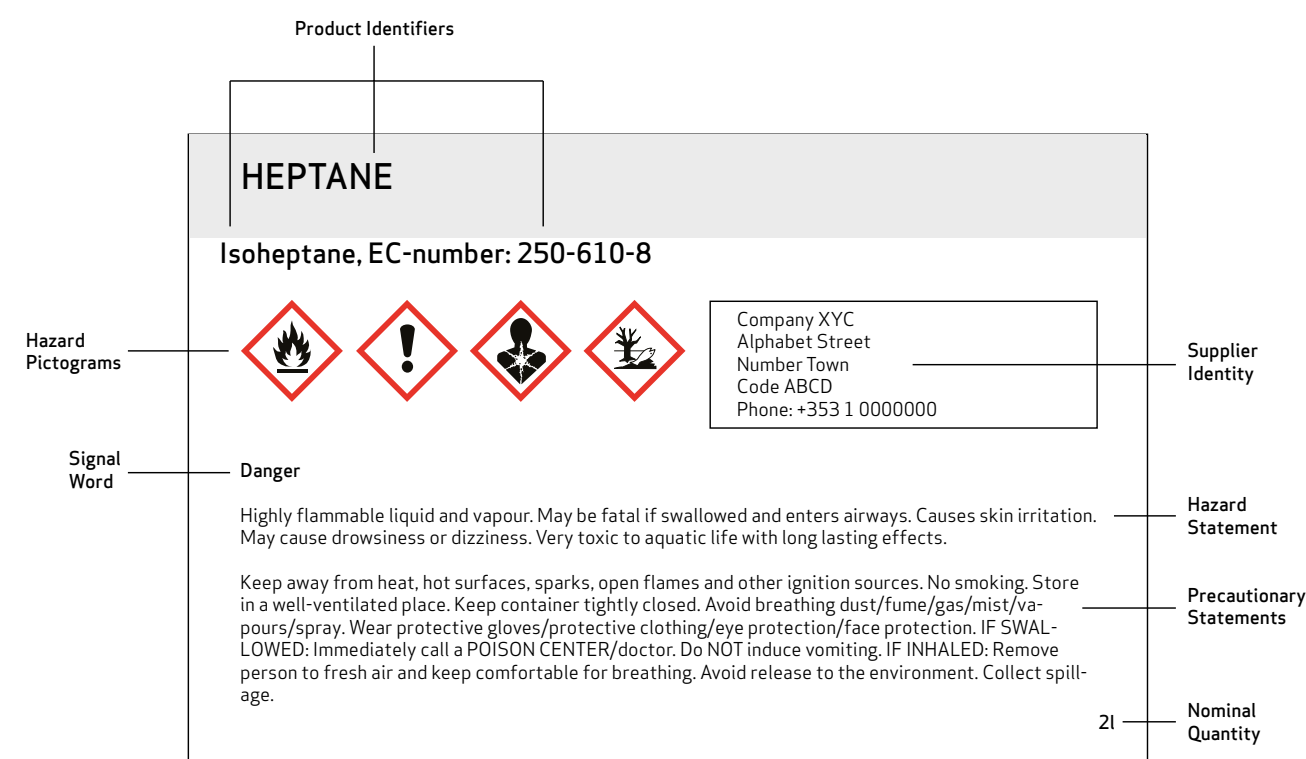 Product Identifiers
HEPTANE
Isoheptane, EC-number: 250-610-8
Hazard
Pictograms
Company XYC
Alphabet Street
Number Town
Code ABCD
Phone: +353 1 0000000
Supplier
Identity
Signal
Word
Danger
Highly flammable liquid and vapour. May be fatal if swallowed and enters airways. Causes skin irritation.
May cause drowsiness or dizziness. Very toxic to aquatic life with long lasting effects.
Hazard
Statement
Keep away from heat, hot surfaces, sparks, open flames and other ignition sources. No smoking. Store
in a well-ventilated place. Keep container tightly closed. Avoid breathing dust/fume/gas/mist/va-
pours/spray. Wear protective gloves/protective clothing/eye protection/face protection. IF SWAL-
LOWED: Immediately call a POISON CENTER/doctor. Do NOT induce vomiting. IF INHALED: Remove
person to fresh air and keep comfortable for breathing. Avoid release to the environment. Collect spill-
age.
Precautionary
Statements
2l
Nominal
Quantity